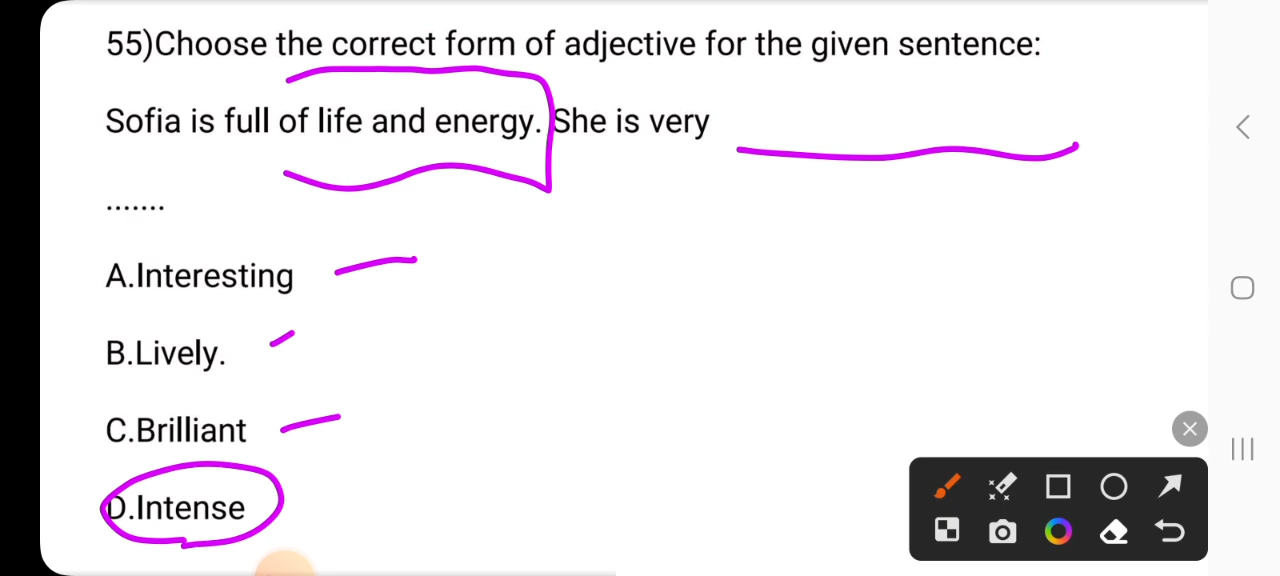 55)Choose the correct form of adjective for the given sentence:
Sofia is full of life and energy. She is very
.......
A.Interesting
B.Lively.
C.Brilliant
D.Intense